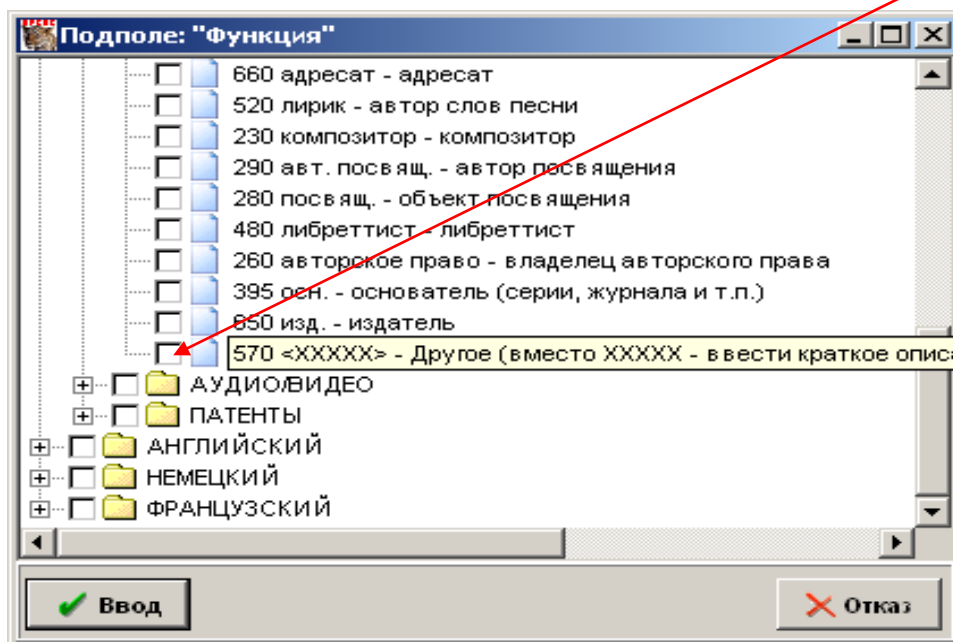 Подполе: "Функция"
660 адресат - адресат
520 лирик - автор слов песни
230 композитор - композитор
290 авт. посвящ. - автор посвящения
280 посвящ. - объект посвящения
480 либреттист - либреттист
260 авторское право - владелец авторского права
395 осн. - основатель (серии, журнала и т.п.)
650 изд. - издатель
570 <XXXXX> - Другое (вместо XXXXX - ввести краткое опис
АУДИО/ВИДЕО
ПАТЕНТЫ
АНГЛИЙСКИЙ
НЕМЕЦКИЙ
ФРАНЦУЗСКИЙ
Ввод
Отказ